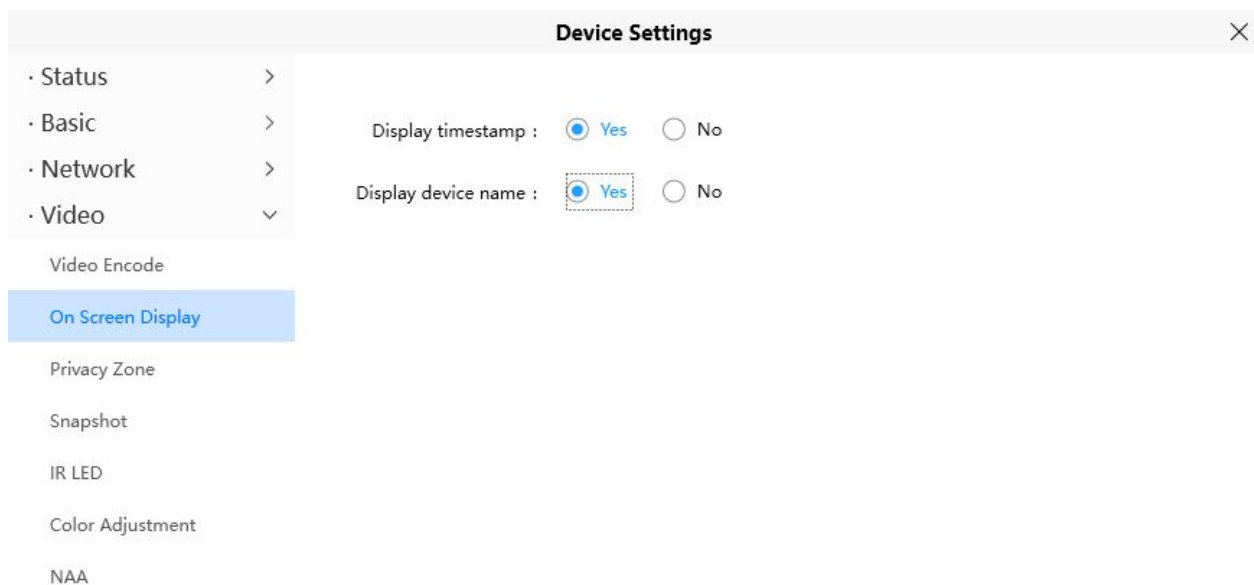 Device Settings
· Status
· Basic
· Network
· Video
Video Encode
On Screen Display
Privacy Zone
Snapshot
IR LED
Color Adjustment
NAA
Display timestamp : Yes No
Display device name : Yes No